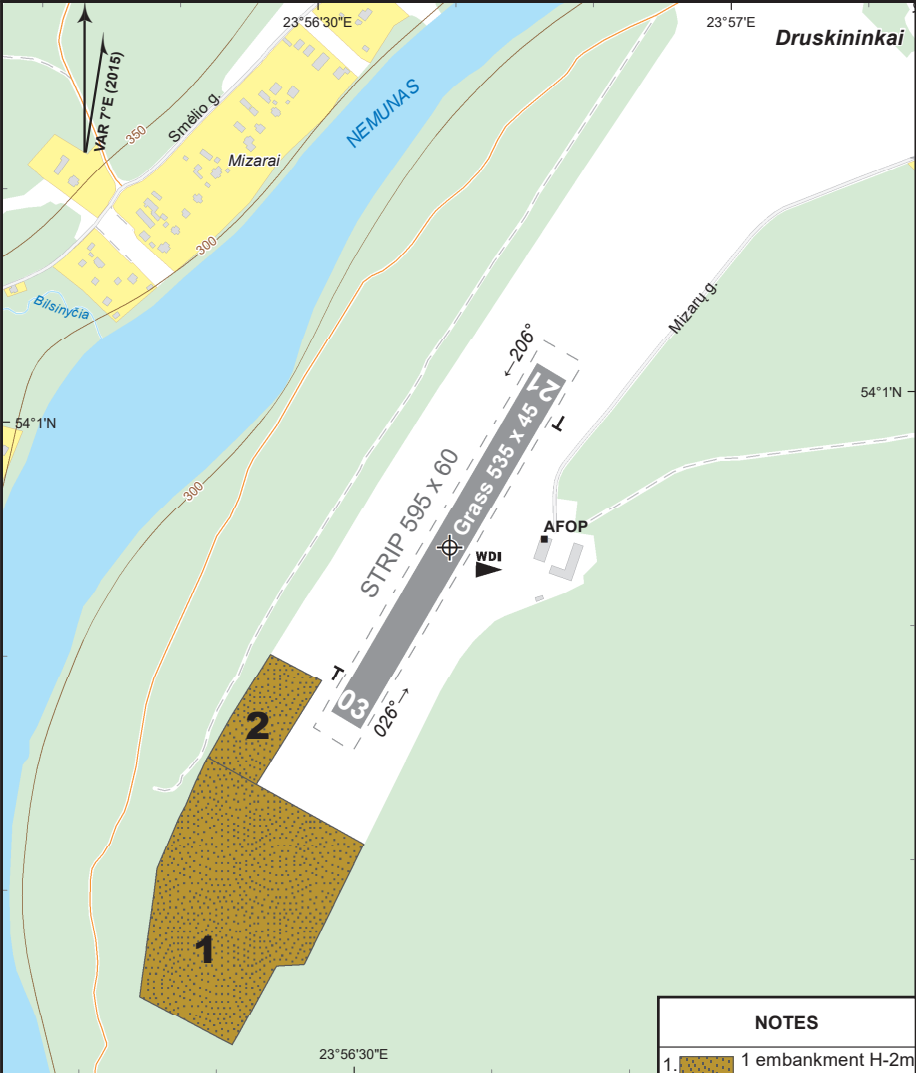 23°56'30"E
23°57'E
Druskininkai
VAR 7°E (2015)
350
Smėlio g.
NEMUNAS
Mizarai
300
Bilsinyčia
Mizarų g.
←206°
54°1'N
54°1'N
21
Grass 535 x 45
STRIP 595 x 60
300
AFOP
WDI
03
026°→
2
1
NOTES
23°56'30"E
1. 1 embankment H-2m